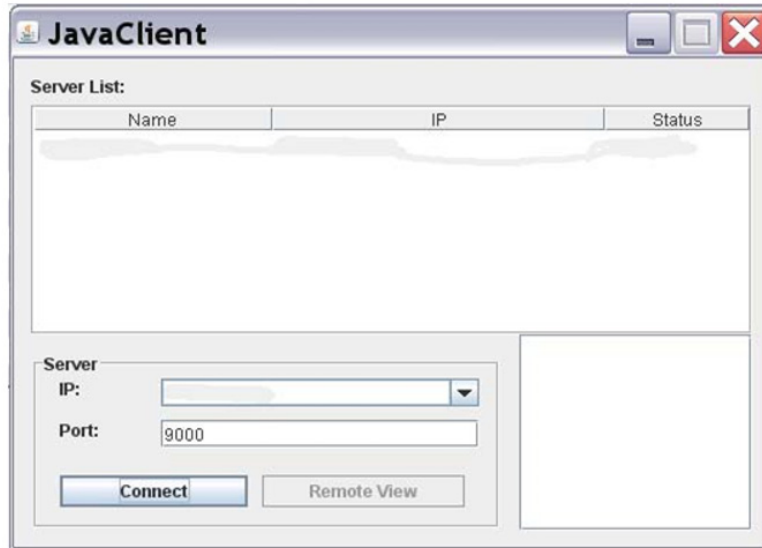 JavaClient
Server List:
Name IP Status
Server
IP:
Port: 9000
Connect Remote View